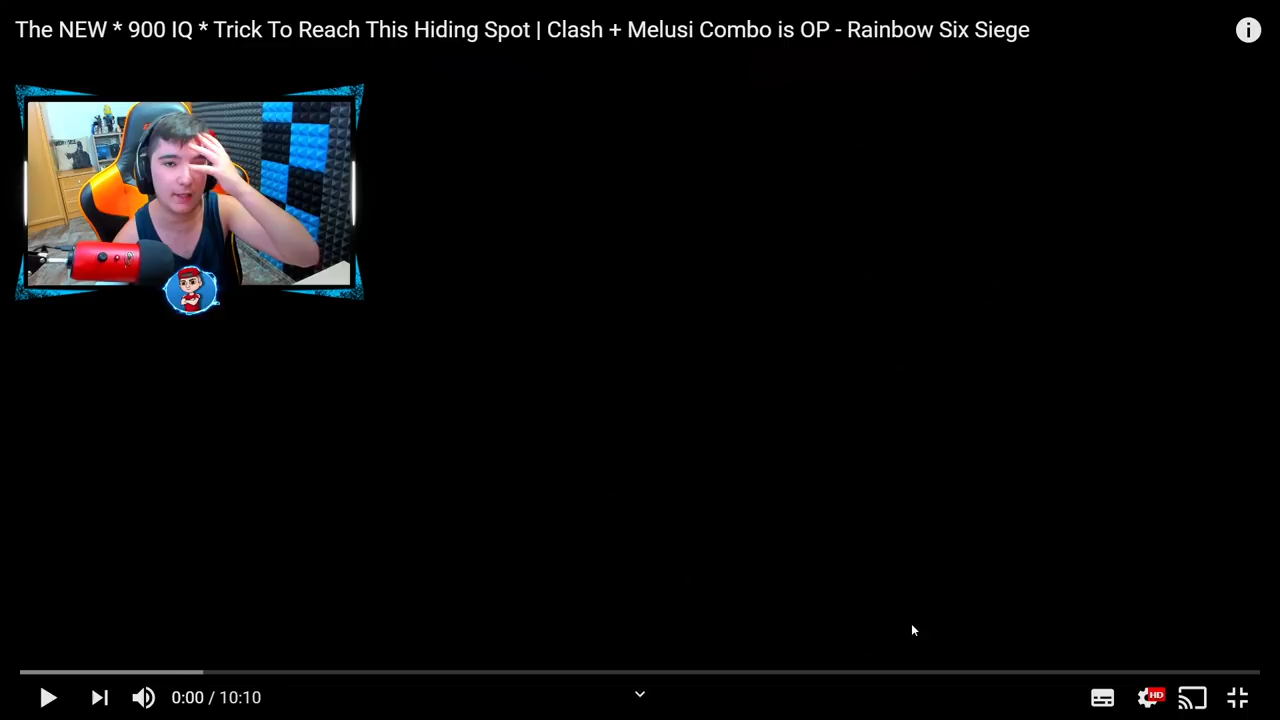 The NEW * 900 IQ * Trick To Reach This Hiding Spot | Clash + Melusi Combo is OP - Rainbow Six Siege
0:00 / 10:10
HD